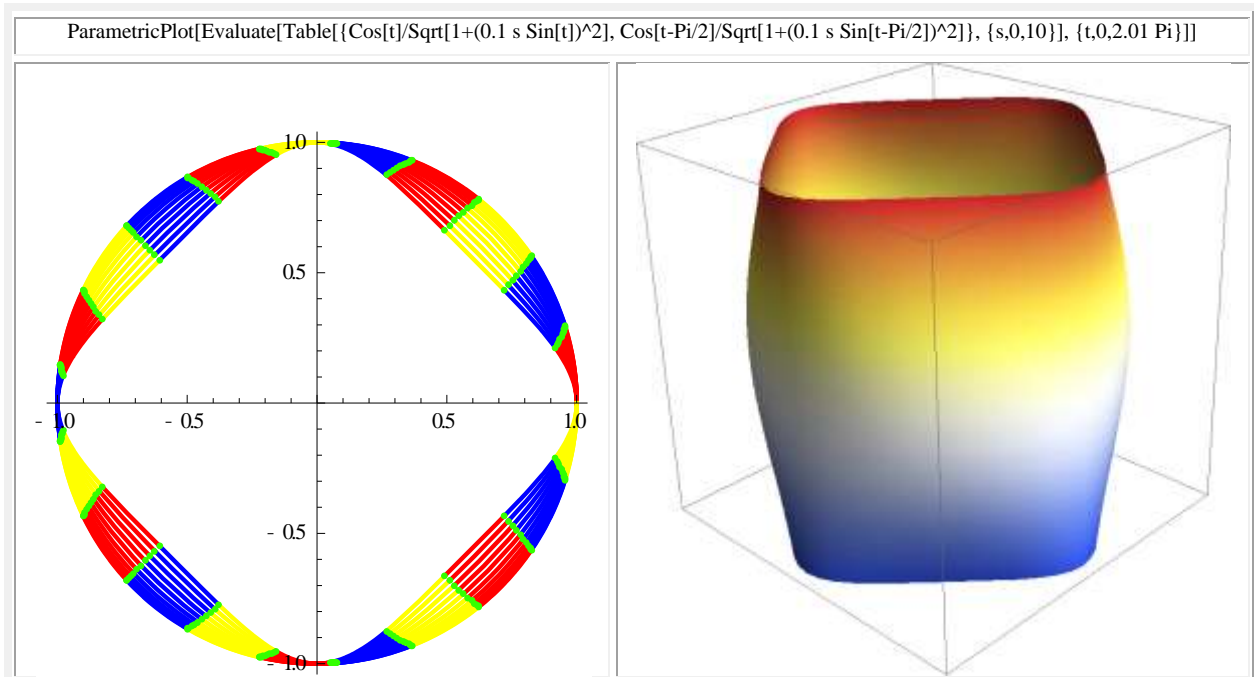 ParametricPlot[Evaluate[Table[{Cos[t]/Sqrt[1+(0.1 s Sin[t])^2], Cos[t-Pi/2]/Sqrt[1+(0.1 s Sin[t-Pi/2])^2]}, {s,0,10}], {t,0,2.01 Pi}]]
1.0
0.5
- 1.0 - 0.5 0.5 1.0
- 0.5
- 1.0